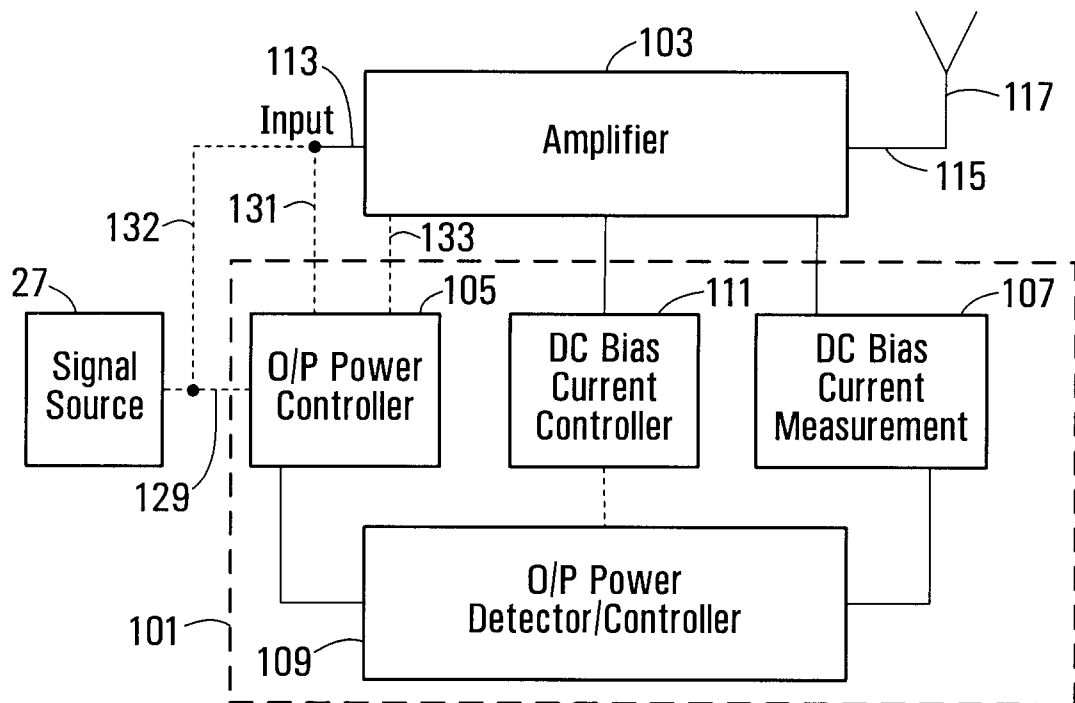 103
113
117
Input
Amplifier
115
131
132
133
27
105
111
107
Signal
Source
O/P Power
Controller
DC Bias
Current
Controller
DC Bias
Current
Measurement
129
O/P Power
Detector/Controller
101
109